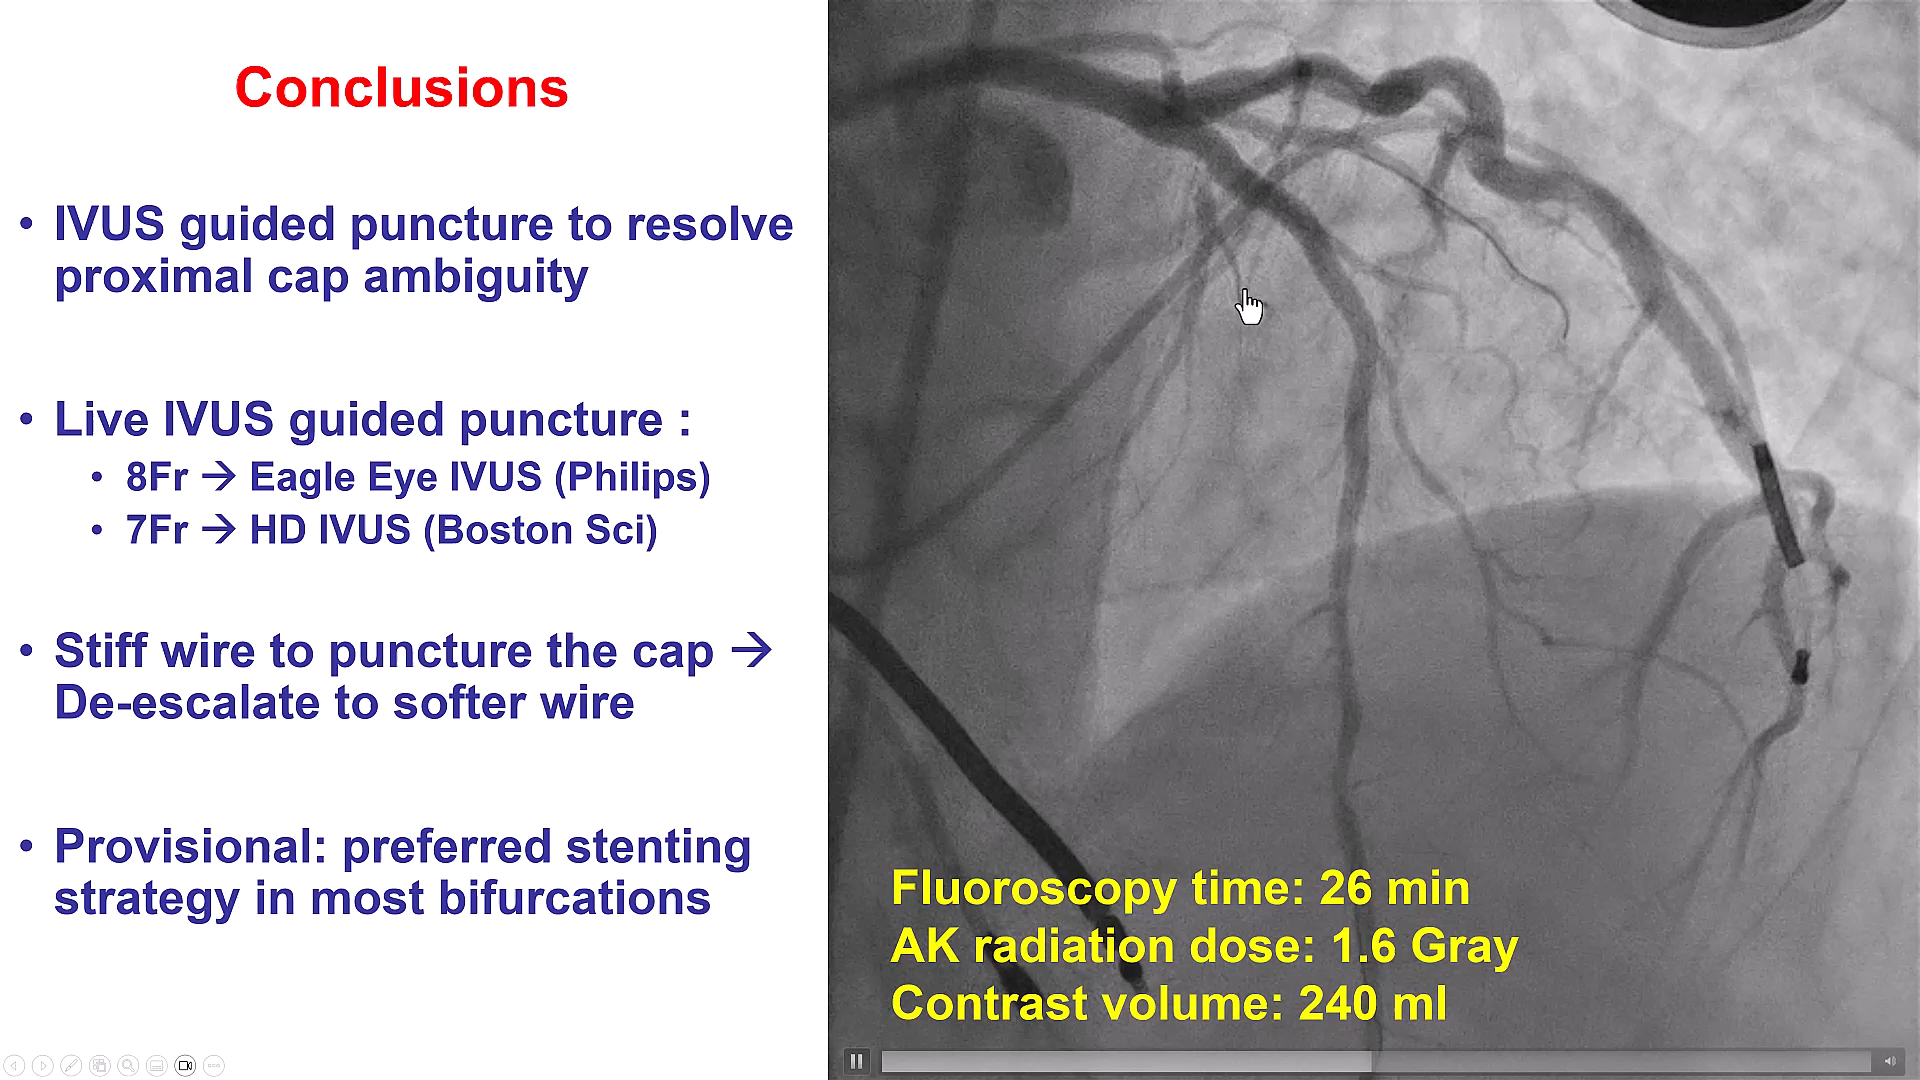 Conclusions
• IVUS guided puncture to resolve
proximal cap ambiguity
• Live IVUS guided puncture :
• 8Fr → Eagle Eye IVUS (Philips)
• 7Fr → HD IVUS (Boston Sci)
• Stiff wire to puncture the cap →
De-escalate to softer wire
• Provisional: preferred stenting
strategy in most bifurcations
Fluoroscopy time: 26 min
AK radiation dose: 1.6 Gray
Contrast volume: 240 ml